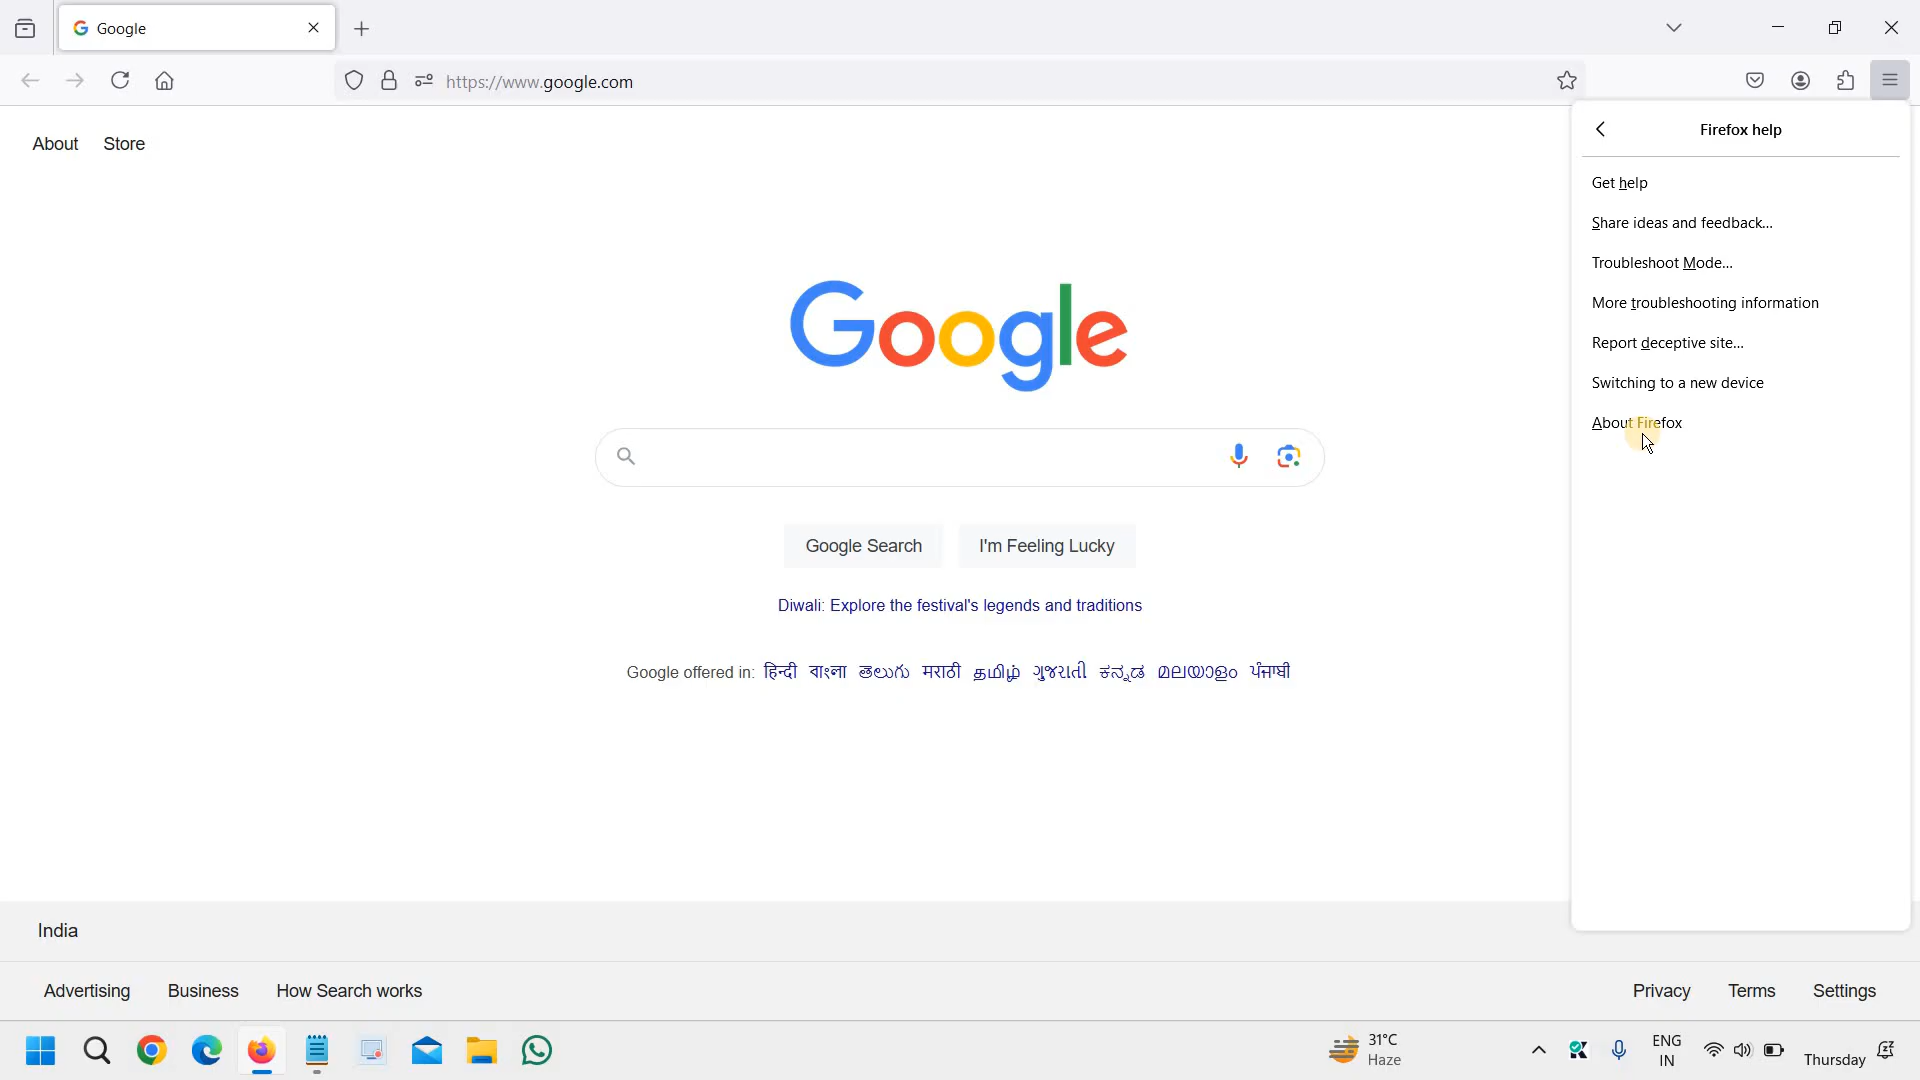 Google
https://www.google.com
About Store
Firefox help
Get help
Share ideas and feedback...
Troubleshoot Mode...
More troubleshooting information
Report deceptive site...
Switching to a new device
About Firefox
Google
Google Search I'm Feeling Lucky
Diwali: Explore the festival's legends and traditions
Google offered in: हिन्दी বাংলা తెలుగు मराठी தமிழ் ગુજરાતી ಕನ್ನಡ മലയാളം ਪੰਜਾਬੀ
India
Advertising Business How Search works Privacy Terms Settings
31°C
Haze
ENG
IN
Thursday